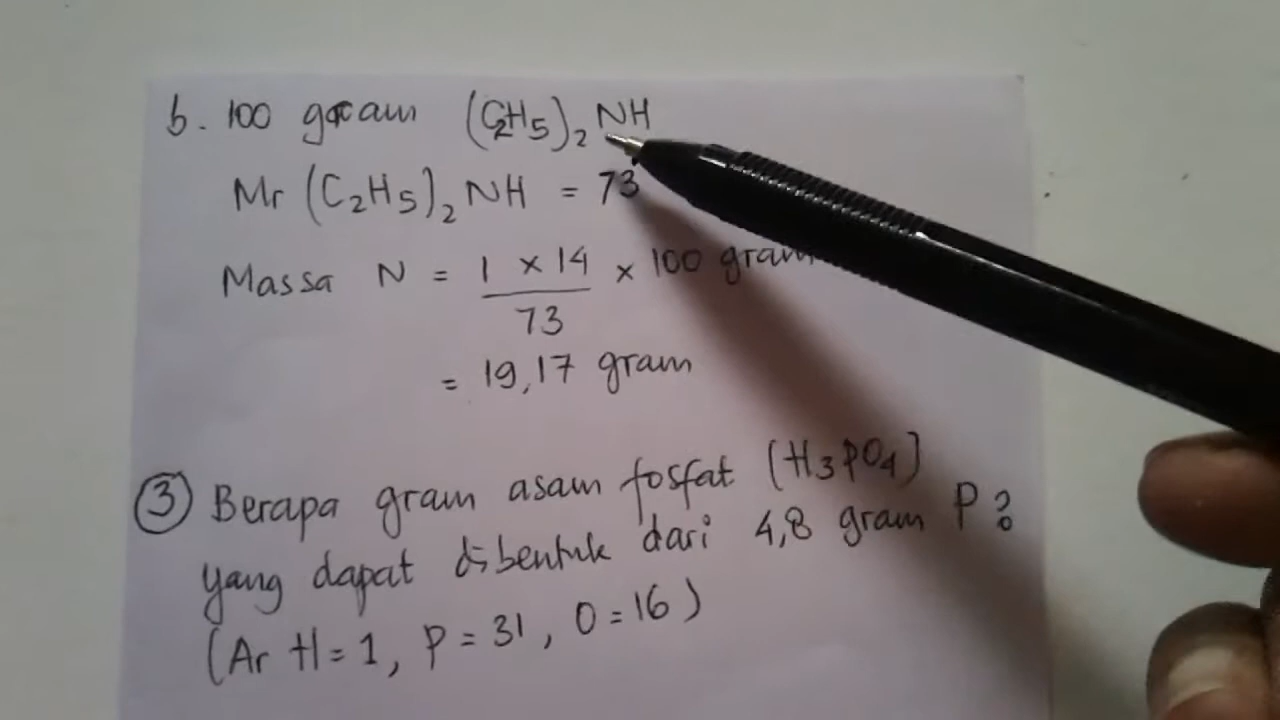 b. 100 gram (C₂H₅)₂ NH
Mr (C₂H₅)₂ NH = 73
Massa N = 1 × 14 / 73 × 100 gram
= 19,17 gram
③ Berapa gram asam fosfat (H₃PO₄)
yang dapat dibentuk dari 4,8 gram P?
(Ar H = 1, P = 31, O = 16)